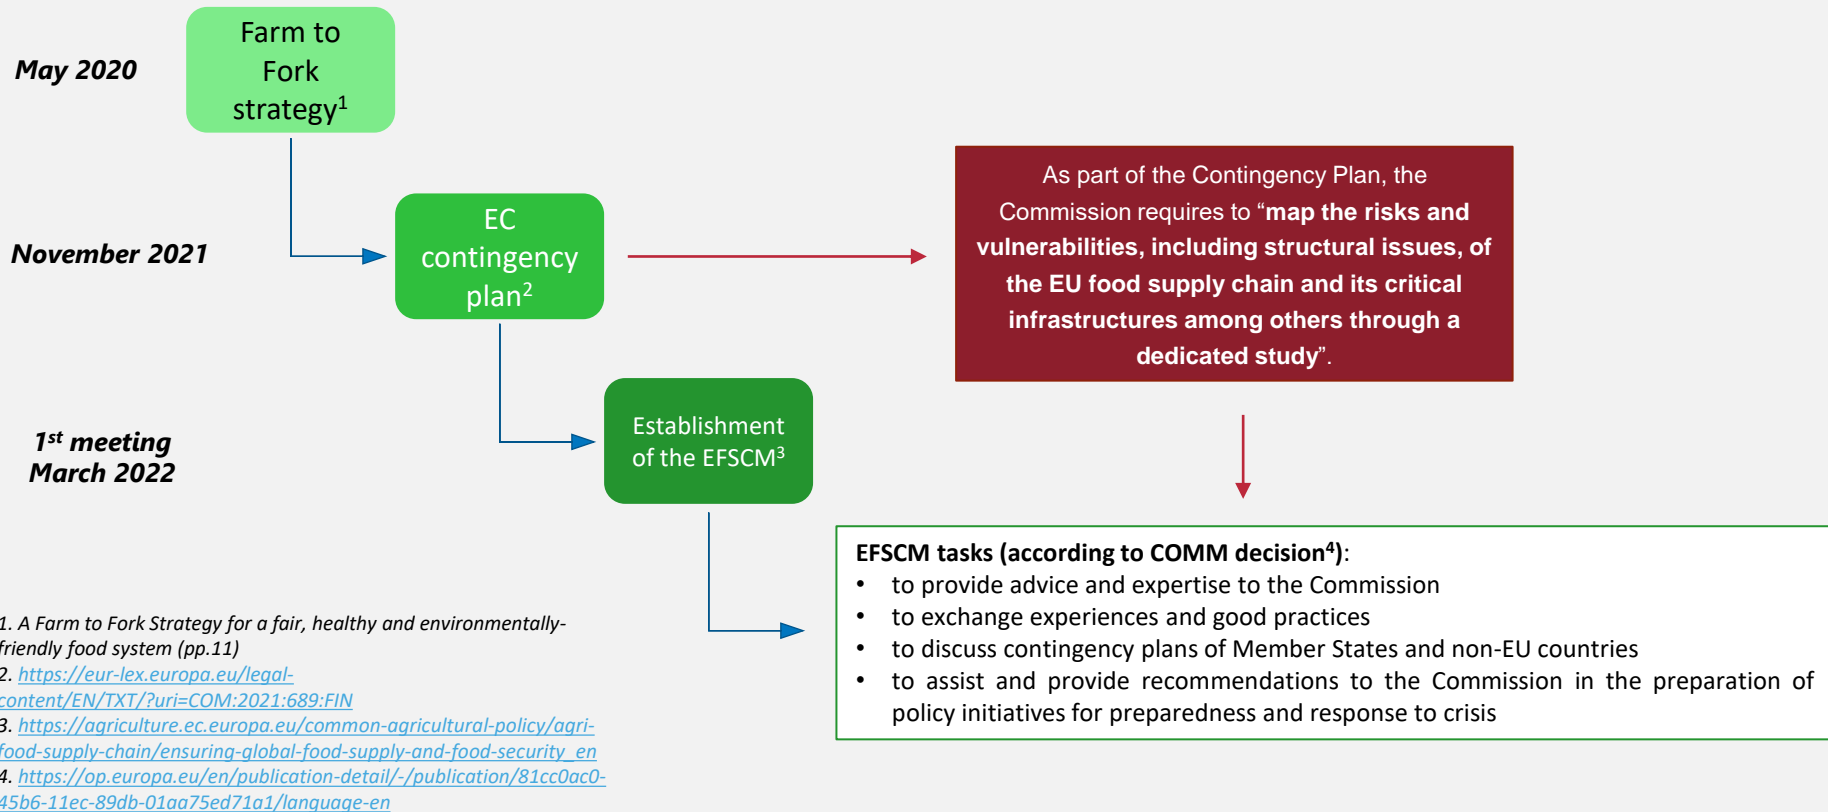 May 2020
Farm to
Fork
strategy1
November 2021
EC
contingency
plan2
As part of the Contingency Plan, the
Commission requires to “map the risks and
vulnerabilities, including structural issues, of
the EU food supply chain and its critical
infrastructures among others through a
dedicated study”.
1st meeting
March 2022
Establishment
of the EFSCM3
EFSCM tasks (according to COMM decision4):
• to provide advice and expertise to the Commission
• to exchange experiences and good practices
• to discuss contingency plans of Member States and non-EU countries
• to assist and provide recommendations to the Commission in the preparation of
policy initiatives for preparedness and response to crisis
1. A Farm to Fork Strategy for a fair, healthy and environmentally-
friendly food system (pp.11)
2. https://eur-lex.europa.eu/legal-
content/EN/TXT/?uri=COM:2021:689:FIN
3. https://agriculture.ec.europa.eu/common-agricultural-policy/agri-
food-supply-chain/ensuring-global-food-supply-and-food-security_en
4. https://op.europa.eu/en/publication-detail/-/publication/81cc0ac0-
45b6-11ec-89db-01aa75ed71a1/language-en